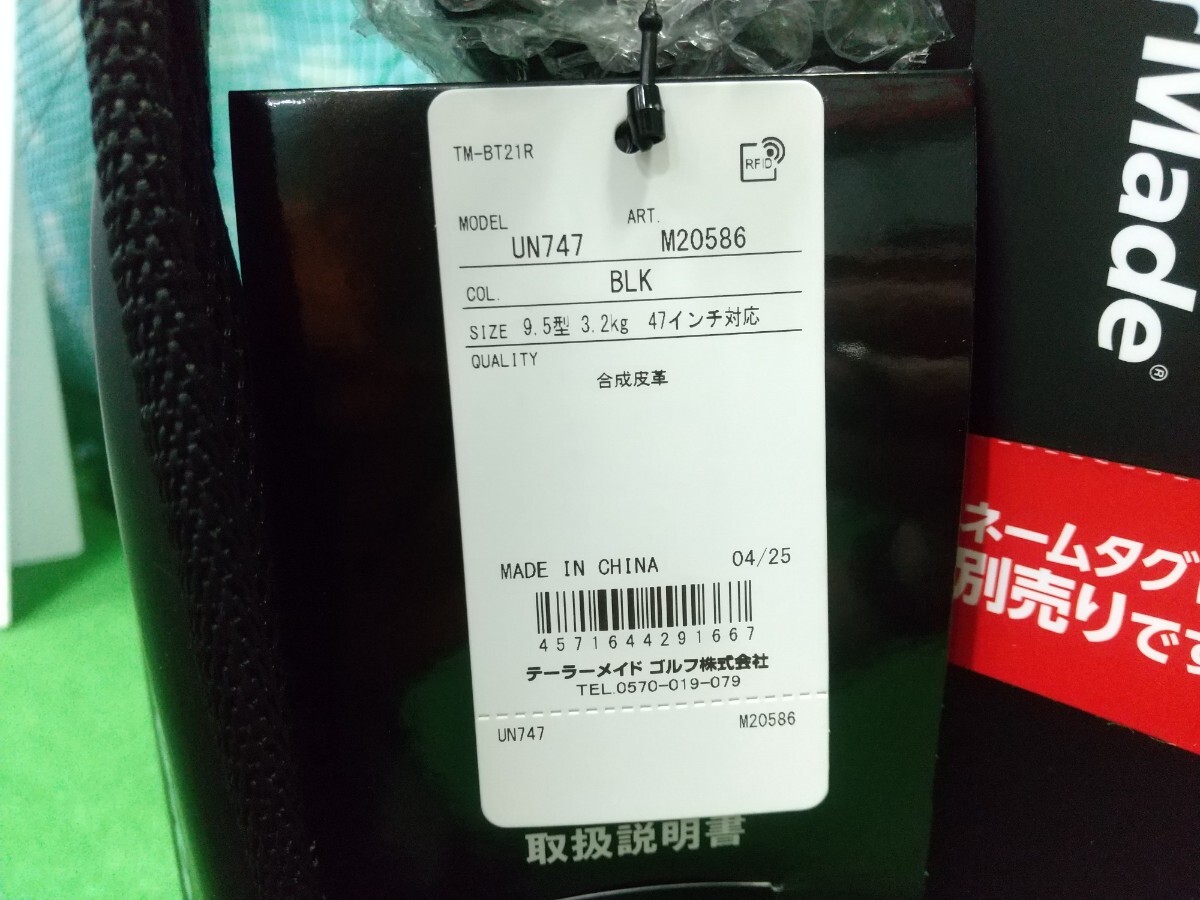 TM-BT21R
RFID
MODEL UN747 ART. M20586
COL. BLK
SIZE 9.5型 3.2kg 47インチ対応
QUALITY
合成皮革
MADE IN CHINA 04/25
4571644291667
テーラーメイド ゴルフ株式会社
TEL.0570-019-079
UN747 M20586
取扱説明書
Made®
ネームタグ
別売りです